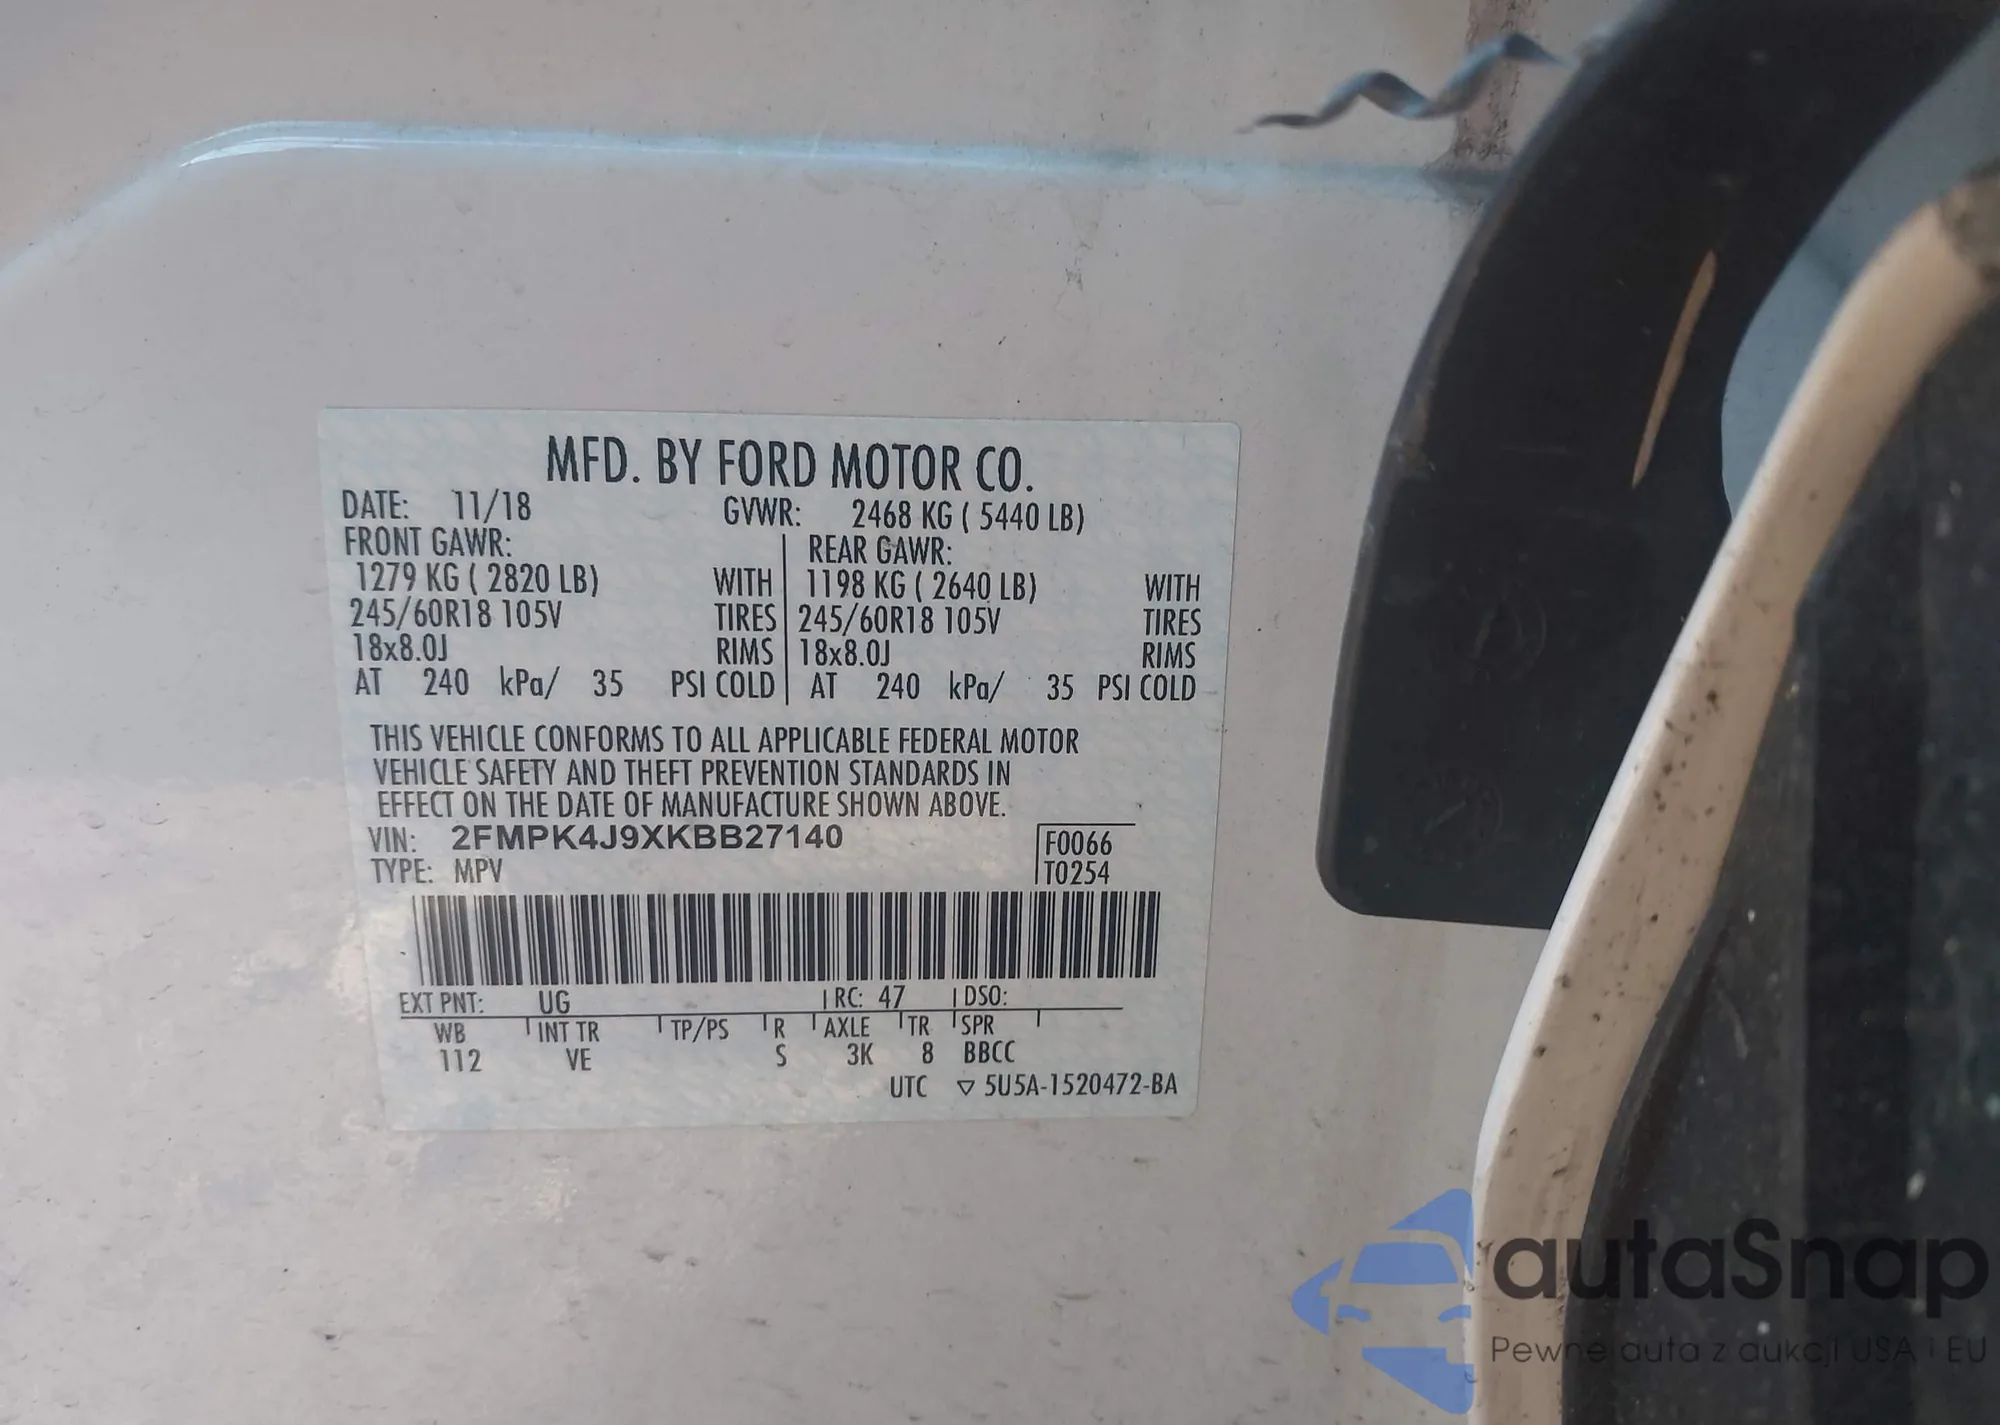 MFD. BY FORD MOTOR CO.
DATE: 11/18 GVWR: 2468 KG ( 5440 LB)
FRONT GAWR: REAR GAWR:
1279 KG ( 2820 LB) WITH 1198 KG ( 2640 LB) WITH
245/60R18 105V TIRES 245/60R18 105V TIRES
18x8.0J RIMS 18x8.0J RIMS
AT 240 kPa/ 35 PSI COLD AT 240 kPa/ 35 PSI COLD
THIS VEHICLE CONFORMS TO ALL APPLICABLE FEDERAL MOTOR
VEHICLE SAFETY AND THEFT PREVENTION STANDARDS IN
EFFECT ON THE DATE OF MANUFACTURE SHOWN ABOVE.
VIN: 2FMPK4J9XKBB27140 F0066
TYPE: MPV T0254
EXT PNT: UG RC: 47 DSO:
WB INT TR TP/PS R AXLE TR SPR
112 VE S 3K 8 BBCC
UTC ▽ 5U5A-1520472-BA
autaSnap
Pewne auta z aukcji USA i EU